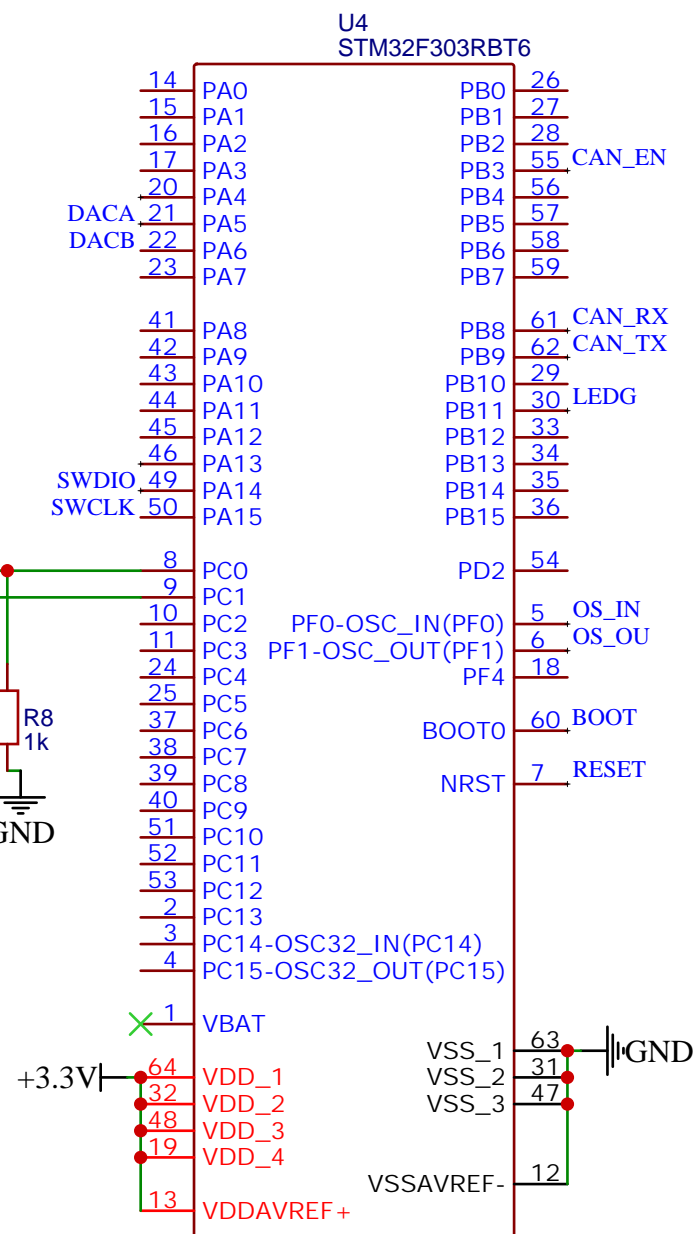 U4
STM32F303RBT6
14 PA0 PB0 26
15 PA1 PB1 27
16 PA2 PB2 28
17 PA3 PB3 55 CAN_EN
20 PA4 PB4 56
DACA 21 PA5 PB5 57
DACB 22 PA6 PB6 58
23 PA7 PB7 59
41 PA8 PB8 61 CAN_RX
42 PA9 PB9 62 CAN_TX
43 PA10 PB10 29
44 PA11 PB11 30 LEDG
45 PA12 PB12 33
46 PA13 PB13 34
SWDIO 49 PA14 PB14 35
SWCLK 50 PA15 PB15 36
8 PC0 PD2 54
9 PC1
10 PC2 PF0-OSC_IN(PF0) 5 OS_IN
11 PC3 PF1-OSC_OUT(PF1) 6 OS_OU
24 PC4 PF4 18
25 PC5
R8 37 PC6 BOOT0 60 BOOT
1k 38 PC7
39 PC8 NRST 7 RESET
40 PC9
GND 51 PC10
52 PC11
53 PC12
2 PC13
3 PC14-OSC32_IN(PC14)
4 PC15-OSC32_OUT(PC15)
1 VBAT
VSS_1 63 GND
+3.3V 64 VDD_1 VSS_2 31
32 VDD_2 VSS_3 47
48 VDD_3
19 VDD_4
VSSAVREF- 12
13 VDDAVREF+